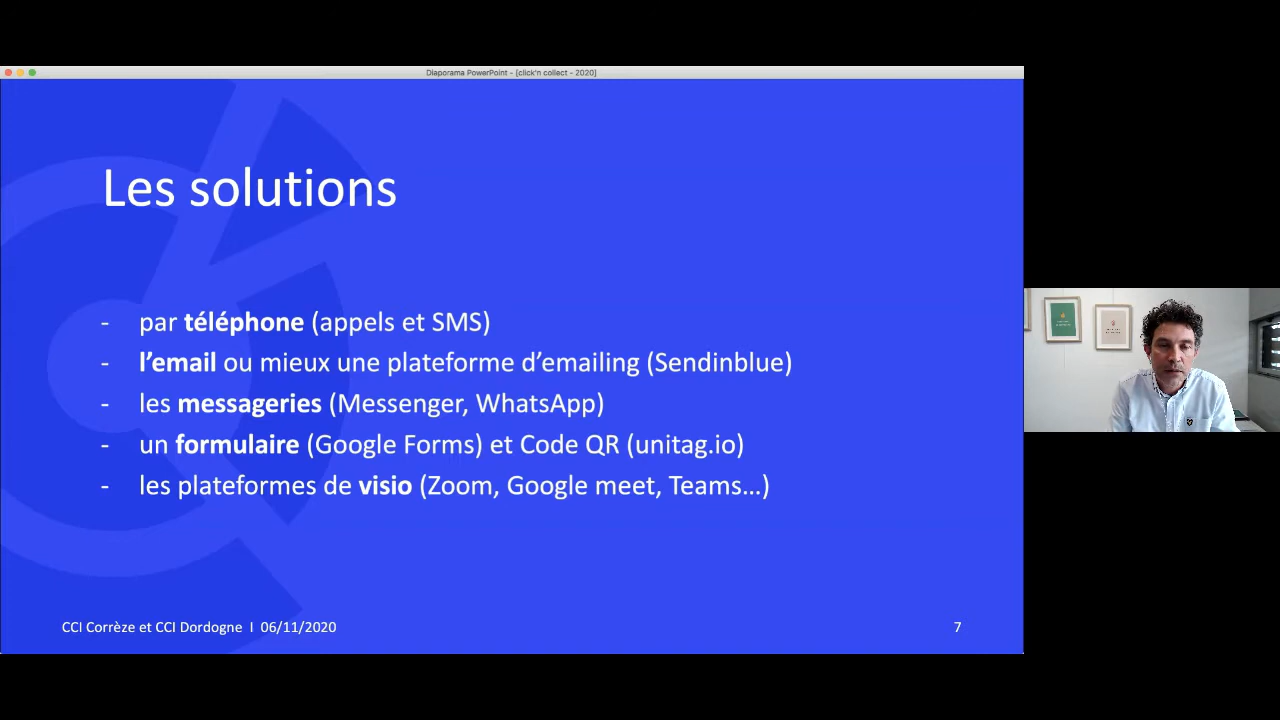 Diaporama PowerPoint - [click'n collect - 2020]
Les solutions
- par téléphone (appels et SMS)
- l’email ou mieux une plateforme d’emailing (Sendinblue)
- les messageries (Messenger, WhatsApp)
- un formulaire (Google Forms) et Code QR (unitag.io)
- les plateformes de visio (Zoom, Google meet, Teams…)
CCI Corrèze et CCI Dordogne I 06/11/2020
7